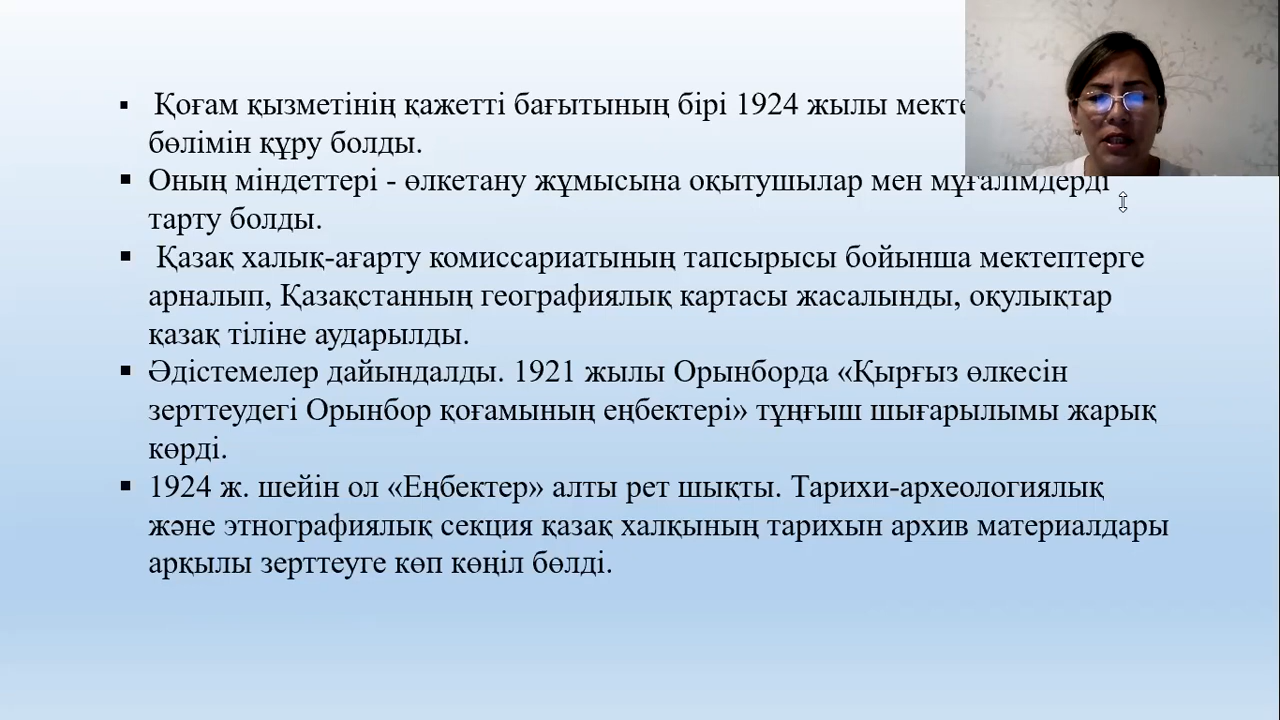 ▪ Қоғам қызметінің қажетті бағытының бірі 1924 жылы
бөлімін құру болды.
▪ Оның міндеттері - өлкетану жұмысына оқытушылар мен мұғалімдерді
тарту болды.
▪ Қазақ халық-ағарту комиссариатының тапсырысы бойынша мектептерге
арналып, Қазақстанның географиялық картасы жасалынды, оқулықтар
қазақ тіліне аударылды.
▪ Әдістемелер дайындалды. 1921 жылы Орынборда «Қырғыз өлкесін
зерттеудегі Орынбор қоғамының еңбектері» тұңғыш шығарылымы жарық
көрді.
▪ 1924 ж. шейін ол «Еңбектер» алты рет шықты. Тарихи-археологиялық
және этнографиялық секция қазақ халқының тарихын архив материалдары
арқылы зерттеуге көп көңіл бөлді.